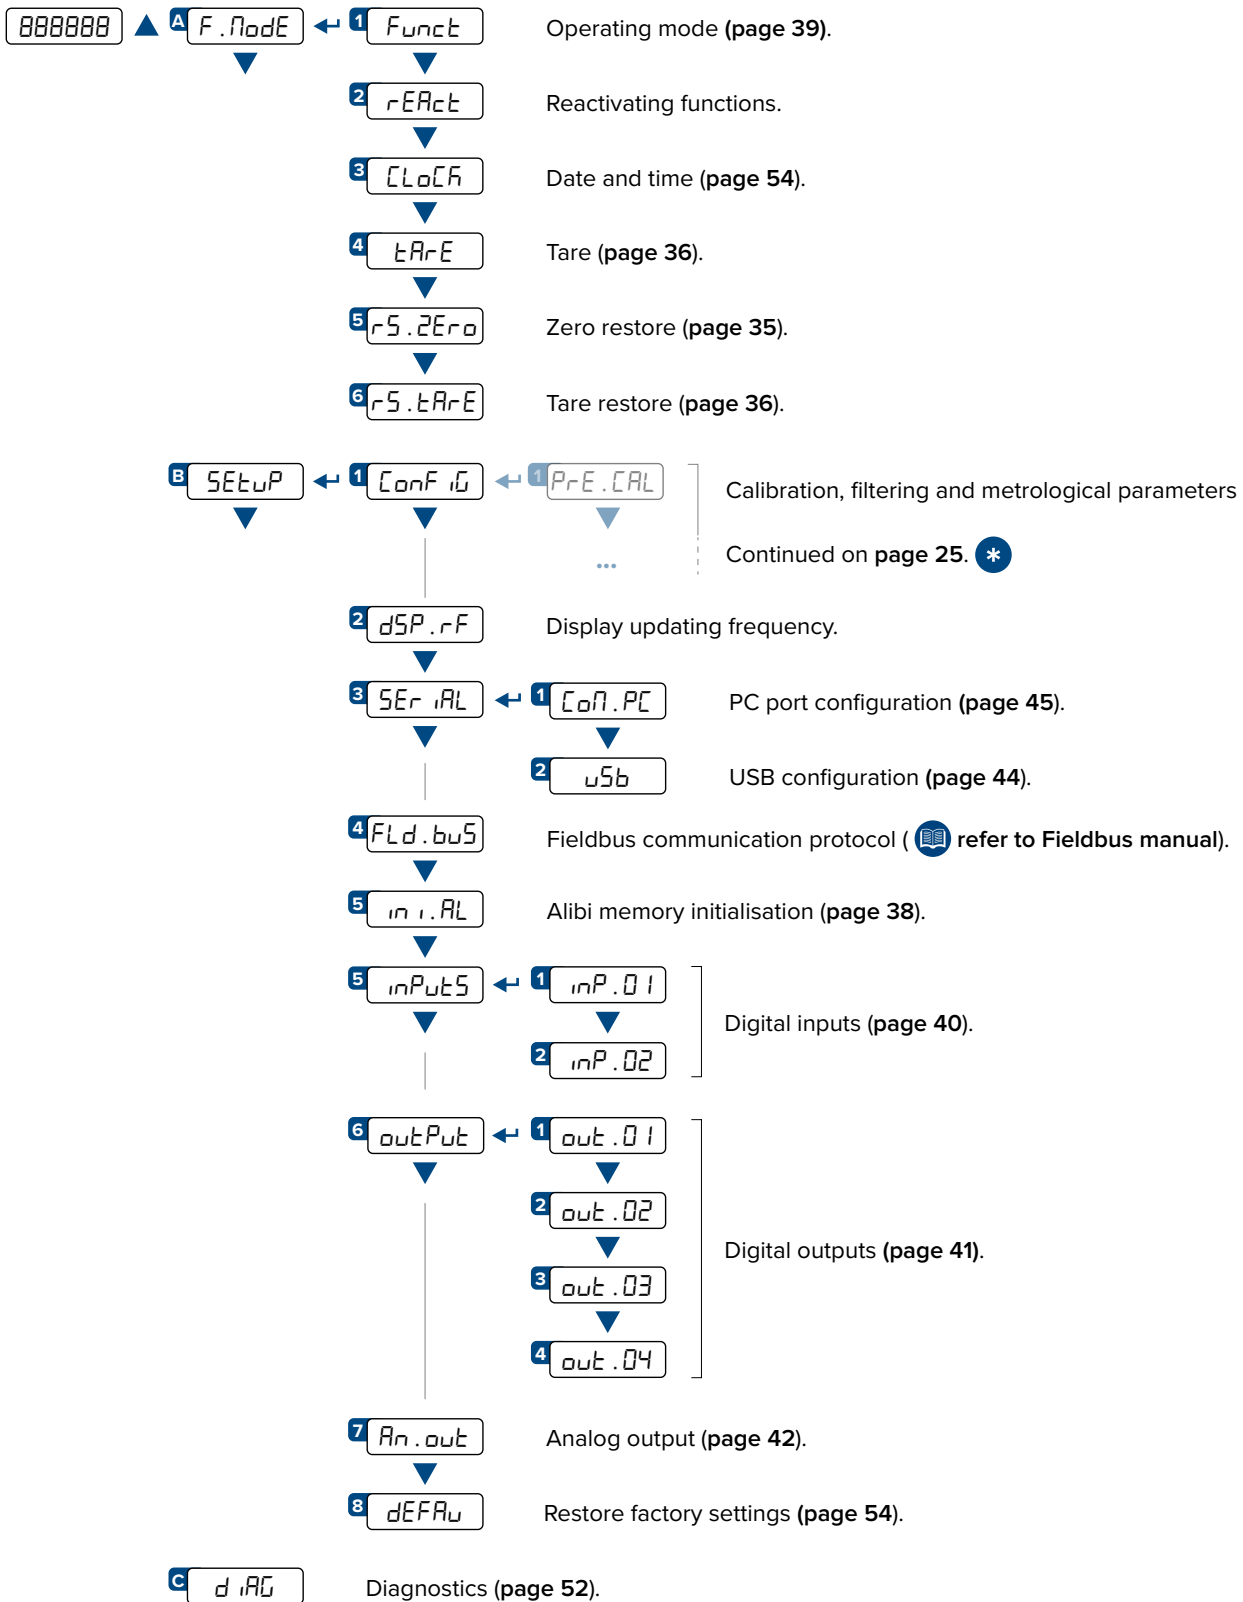 888888 A F.ModE 1 Funct Operating mode (page 39).
2 rEAct Reactivating functions.
3 CLoCk Date and time (page 54).
4 tArE Tare (page 36).
5 rS.ZEro Zero restore (page 35).
6 rS.tArE Tare restore (page 36).
B SEtuP 1 ConFiG 1 PrE.CAL Calibration, filtering and metrological parameters
... Continued on page 25. *
2 dSP.rF Display updating frequency.
3 SEriAL 1 CoM.PC PC port configuration (page 45).
2 uSb USB configuration (page 44).
4 FLd.buS Fieldbus communication protocol ( refer to Fieldbus manual).
5 ini.AL Alibi memory initialisation (page 38).
5 inPutS 1 inP.01
Digital inputs (page 40).
2 inP.02
6 outPut 1 out.01
2 out.02
Digital outputs (page 41).
3 out.03
4 out.04
7 An.out Analog output (page 42).
8 dEFAu Restore factory settings (page 54).
C diAG Diagnostics (page 52).